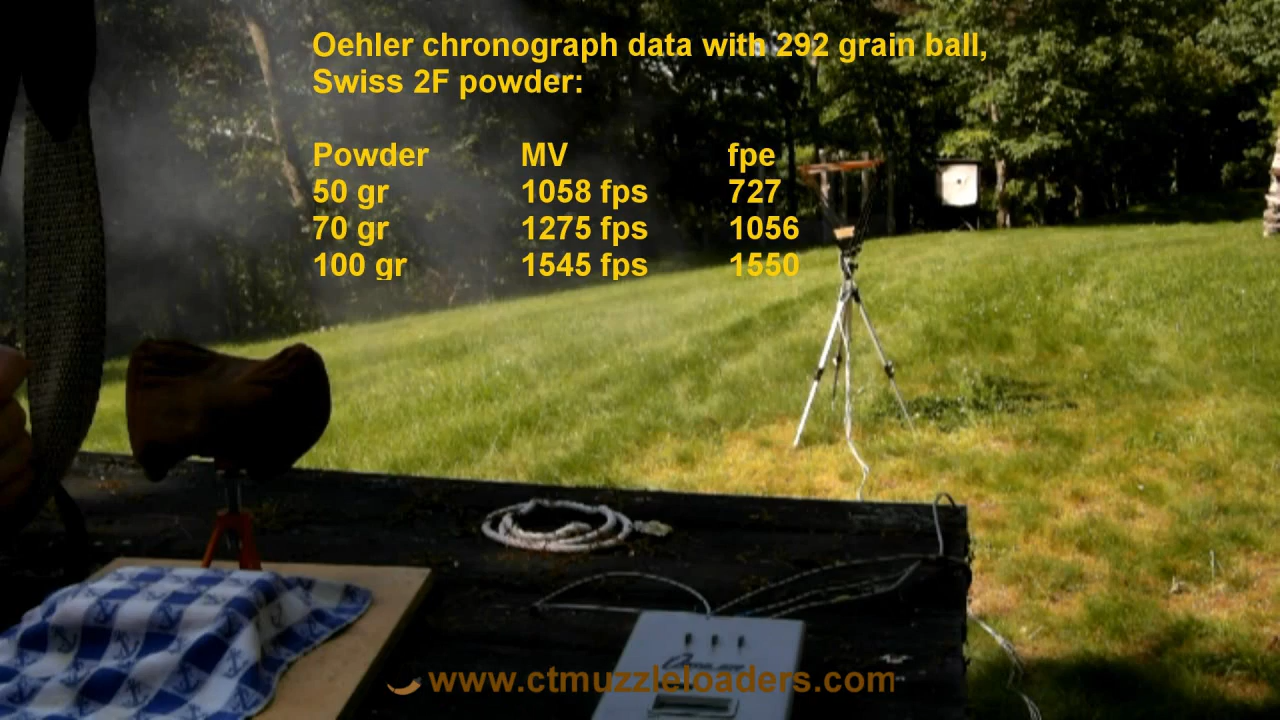 Oehler chronograph data with 292 grain ball,
Swiss 2F powder:
Powder MV fpe
50 gr 1058 fps 727
70 gr 1275 fps 1056
100 gr 1545 fps 1550
www.ctmuzzleloaders.com